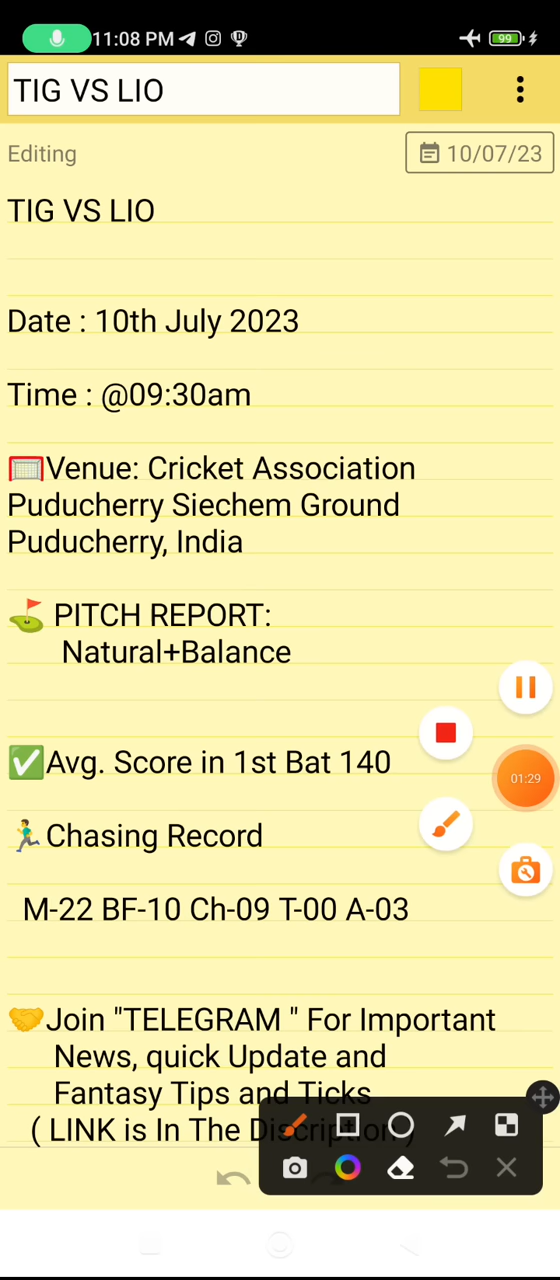 11:08 PM
99
TIG VS LIO
Editing
10/07/23
TIG VS LIO
Date : 10th July 2023
Time : @09:30am
Venue: Cricket Association
Puducherry Siechem Ground
Puducherry, India
PITCH REPORT:
Natural+Balance
✅Avg. Score in 1st Bat 140
01:29
🏃Chasing Record
M-22 BF-10 Ch-09 T-00 A-03
🤝Join "TELEGRAM " For Important
News, quick Update and
Fantasy Tips and Ticks
( LINK is In The Discription )